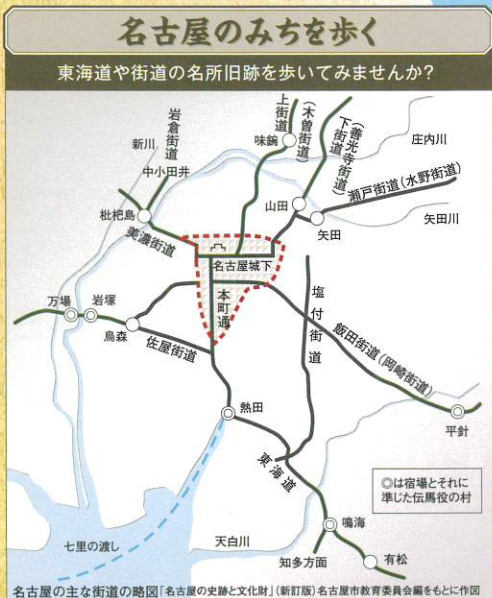 名古屋のみちを歩く
東海道や街道の名所旧跡を歩いてみませんか?
岩倉街道
新川
中小田井
上街道
(木曽街道)
味鋺
下街道
(善光寺街道)
庄内川
枇杷島
山田
瀬戸街道(水野街道)
矢田
矢田川
美濃街道
名古屋城下
本町通
塩付街道
万場
岩塚
烏森
佐屋街道
飯田街道(岡崎街道)
熱田
平針
東海道
◎は宿場とそれに
準じた伝馬役の村
七里の渡し
天白川
鳴海
知多方面
有松
名古屋の主な街道の略図「名古屋の史跡と文化財」(新訂版)名古屋市教育委員会編をもとに作図